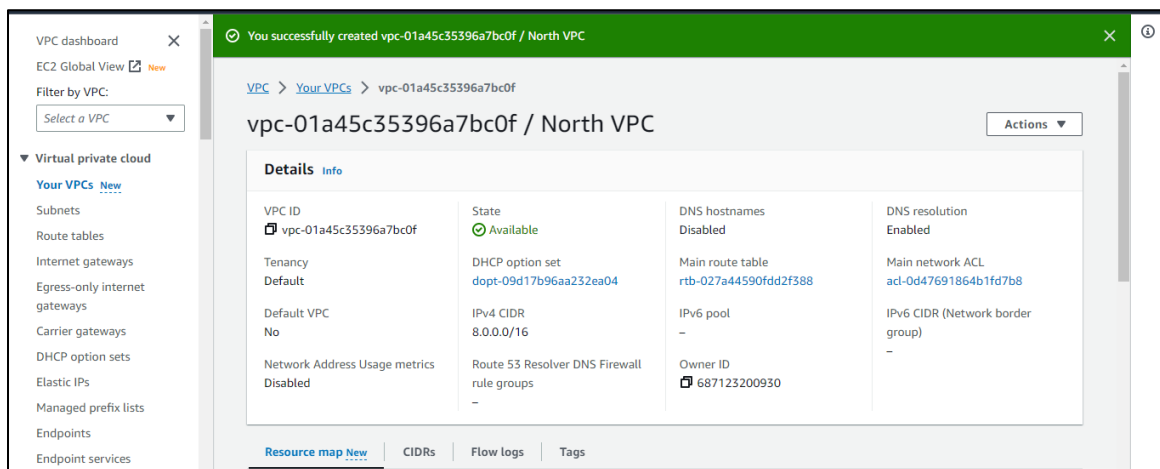 VPC dashboard
EC2 Global View New
Filter by VPC:
Select a VPC
Virtual private cloud
Your VPCs New
Subnets
Route tables
Internet gateways
Egress-only internet
gateways
Carrier gateways
DHCP option sets
Elastic IPs
Managed prefix lists
Endpoints
Endpoint services
You successfully created vpc-01a45c35396a7bc0f / North VPC
VPC > Your VPCs > vpc-01a45c35396a7bc0f
vpc-01a45c35396a7bc0f / North VPC
Actions
Details Info
VPC ID
vpc-01a45c35396a7bc0f
State
Available
DNS hostnames
Disabled
DNS resolution
Enabled
Tenancy
Default
DHCP option set
dopt-09d17b96aa232ea04
Main route table
rtb-027a44590fdd2f388
Main network ACL
acl-0d47691864b1fd7b8
Default VPC
No
IPv4 CIDR
8.0.0.0/16
IPv6 pool
–
IPv6 CIDR (Network border
group)
–
Network Address Usage metrics
Disabled
Route 53 Resolver DNS Firewall
rule groups
–
Owner ID
687123200930
Resource map New
CIDRs
Flow logs
Tags